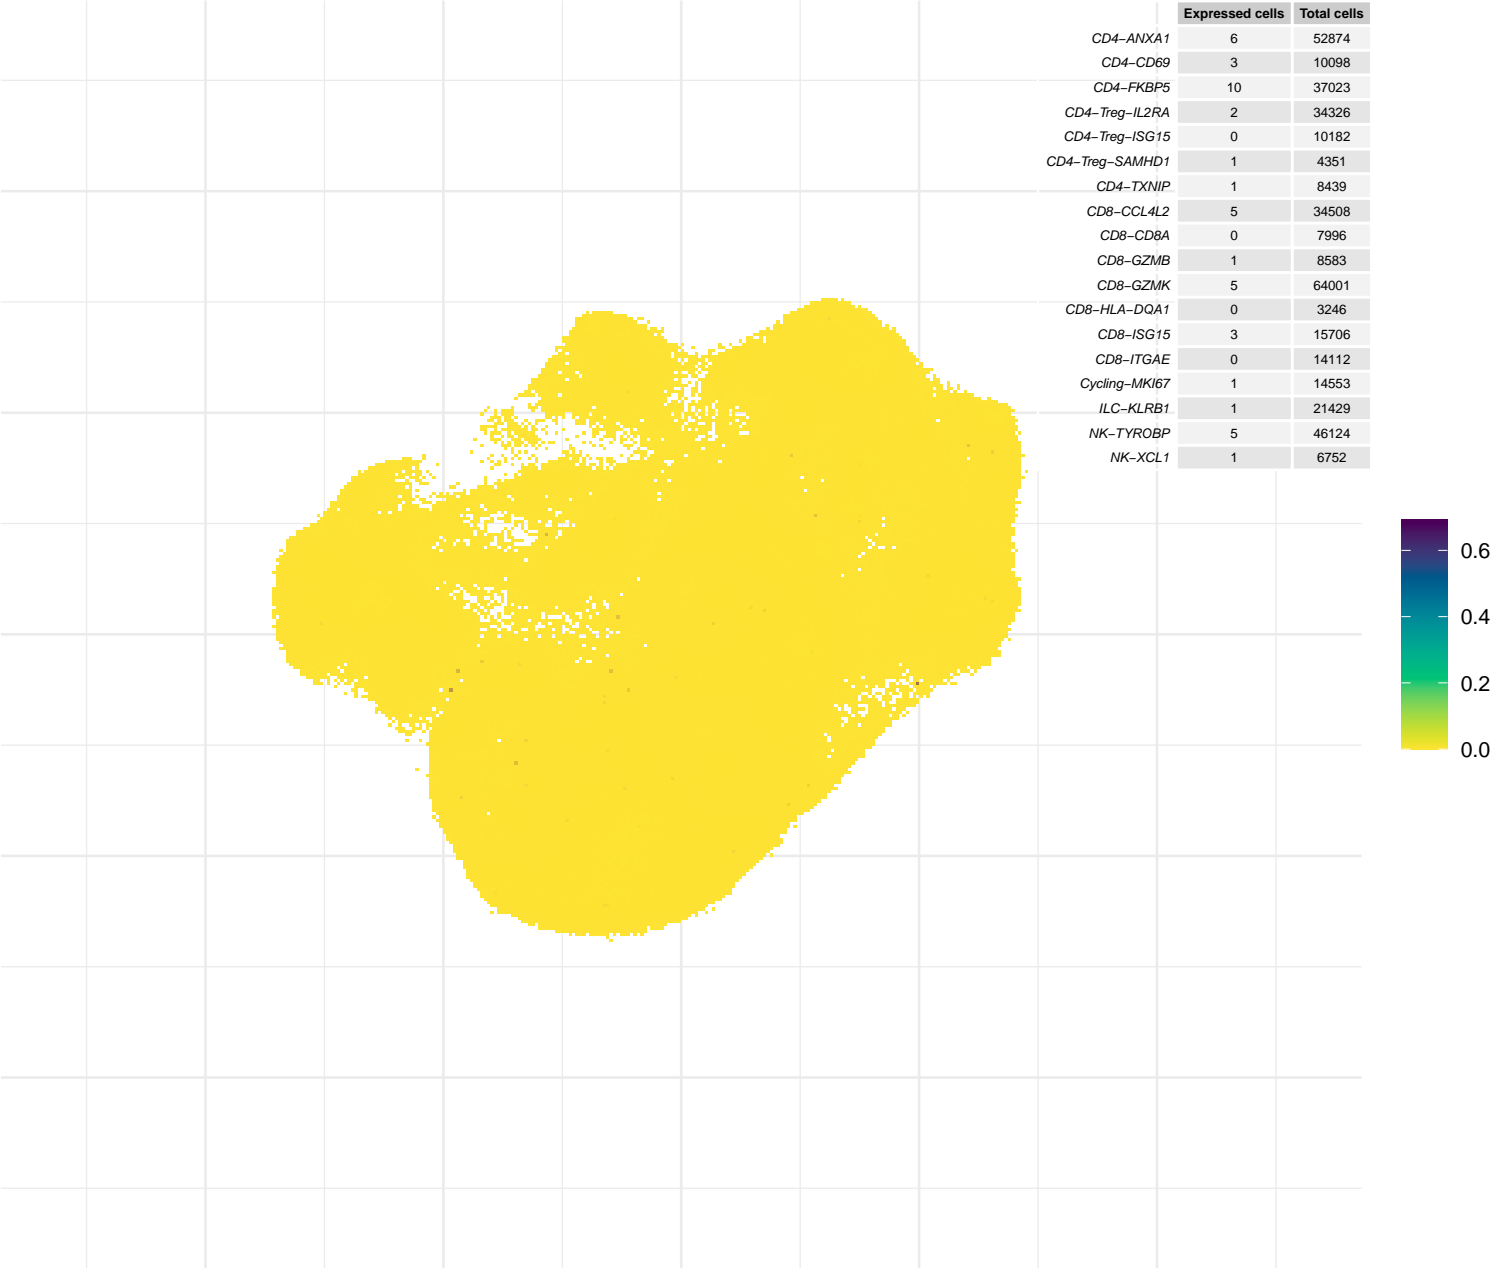 Expressed cells Total cells
CD4−ANXA1 6 52874
CD4−CD69 3 10098
CD4−FKBP5 10 37023
CD4−Treg−IL2RA 2 34326
CD4−Treg−ISG15 0 10182
CD4−Treg−SAMHD1 1 4351
CD4−TXNIP 1 8439
CD8−CCL4L2 5 34508
CD8−CD8A 0 7996
CD8−GZMB 1 8583
CD8−GZMK 5 64001
CD8−HLA−DQA1 0 3246
CD8−ISG15 3 15706
CD8−ITGAE 0 14112
Cycling−MKI67 1 14553
ILC−KLRB1 1 21429
NK−TYROBP 5 46124
NK−XCL1 1 6752
0.6
0.4
0.2
0.0